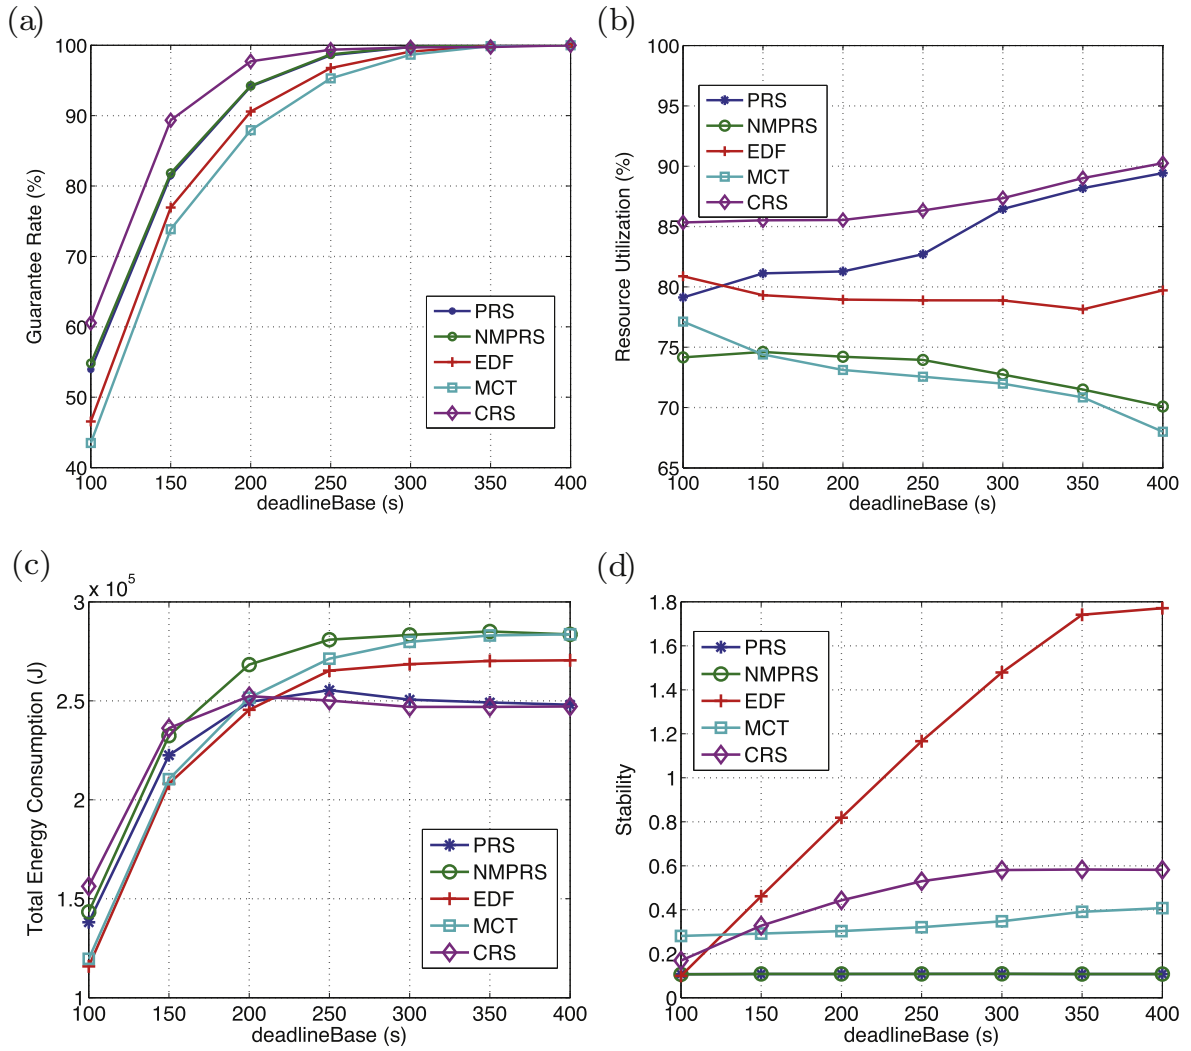 (a)
100
90
80
70
60
50
40
Guarantee Rate (%)
PRS
NMPRS
EDF
MCT
CRS
100 150 200 250 300 350 400
deadlineBase (s)
(b)
100
95
90
85
80
75
70
65
Resource Utilization (%)
PRS
NMPRS
EDF
MCT
CRS
100 150 200 250 300 350 400
deadlineBase (s)
(c)
x 10^5
3
2.5
2
1.5
1
Total Energy Consumption (J)
PRS
NMPRS
EDF
MCT
CRS
100 150 200 250 300 350 400
deadlineBase (s)
(d)
1.8
1.6
1.4
1.2
1
0.8
0.6
0.4
0.2
0
Stability
PRS
NMPRS
EDF
MCT
CRS
100 150 200 250 300 350 400
deadlineBase (s)